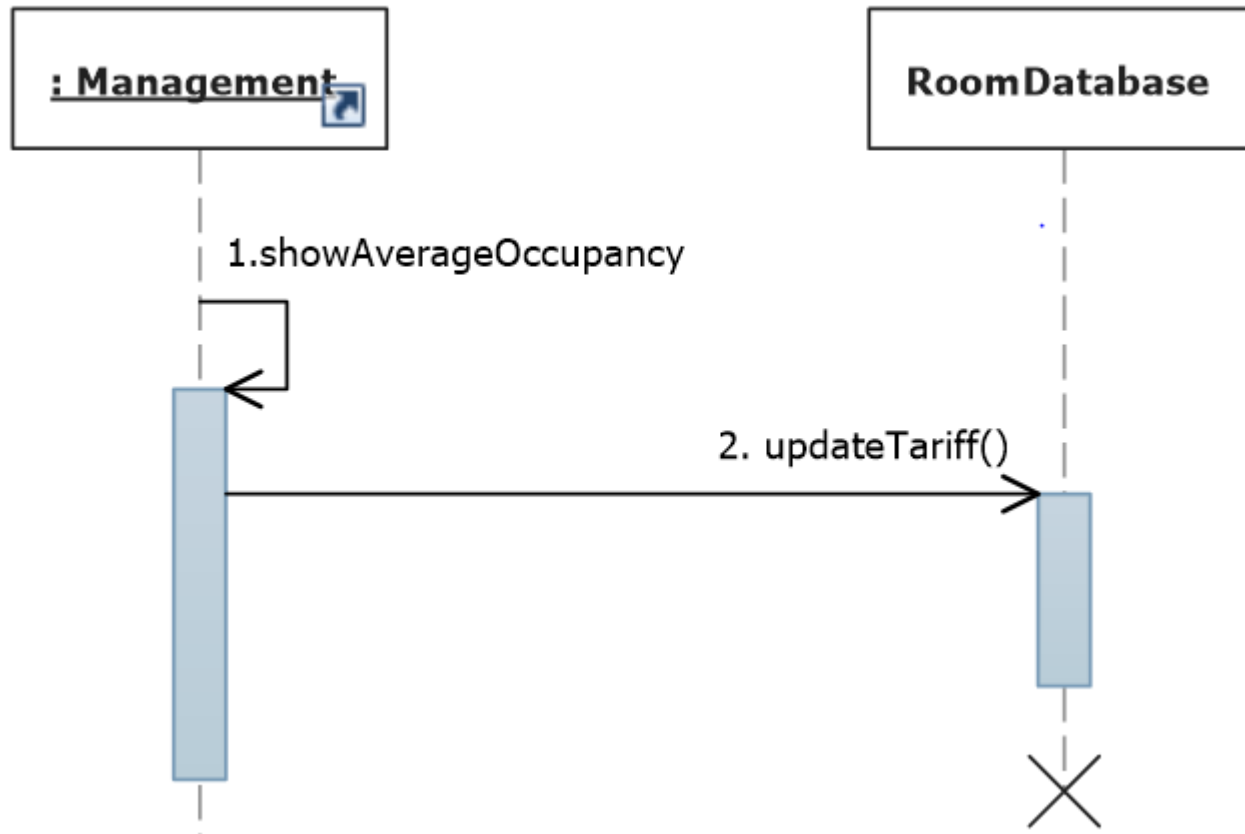 : Management
RoomDatabase
1.showAverageOccupancy
2. updateTariff()